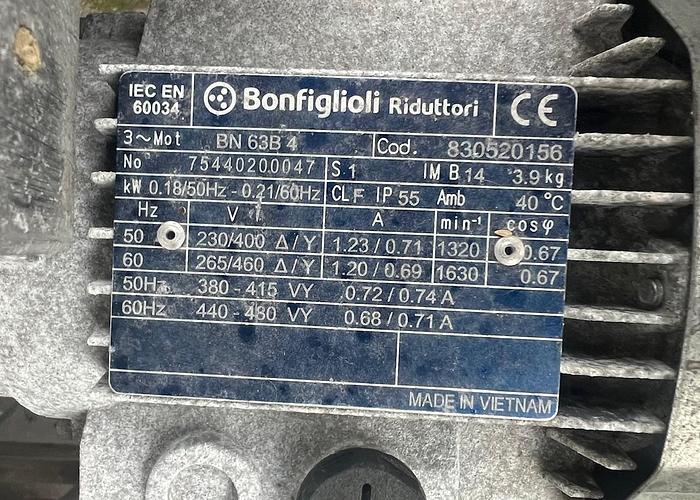 IEC EN
60034
Bonfiglioli Riduttori
CE
3~Mot BN 63B 4 Cod. 830520156
No 75440200047 S 1 IM B 14 3.9 kg
kW 0.18/50Hz - 0.21/60Hz CL F IP 55 Amb 40 °C
Hz V A min⁻¹ cosφ
50 230/400 Δ/Y 1.23 / 0.71 1320 0.67
60 265/460 Δ/Y 1.20 / 0.69 1630 0.67
50Hz 380 - 415 VY 0.72 / 0.74 A
60Hz 440 - 480 VY 0.68 / 0.71 A
MADE IN VIETNAM